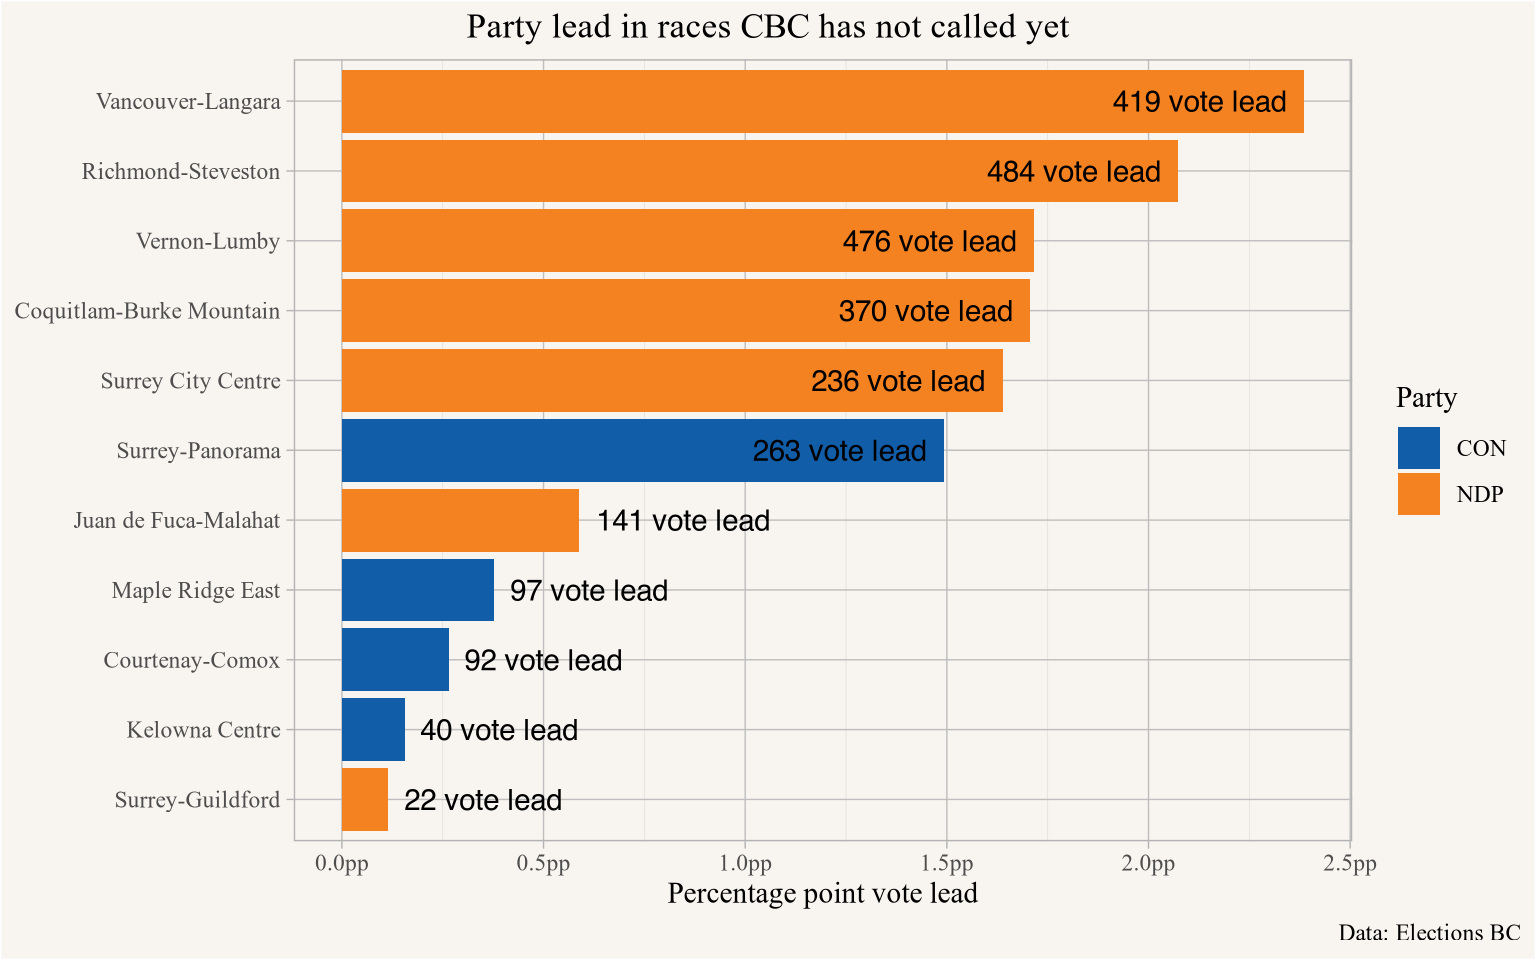 Party lead in races CBC has not called yet
Vancouver-Langara 419 vote lead
Richmond-Steveston 484 vote lead
Vernon-Lumby 476 vote lead
Coquitlam-Burke Mountain 370 vote lead
Surrey City Centre 236 vote lead
Surrey-Panorama 263 vote lead
Juan de Fuca-Malahat 141 vote lead
Maple Ridge East 97 vote lead
Courtenay-Comox 92 vote lead
Kelowna Centre 40 vote lead
Surrey-Guildford 22 vote lead
0.0pp 0.5pp 1.0pp 1.5pp 2.0pp 2.5pp
Percentage point vote lead
Party
CON
NDP
Data: Elections BC